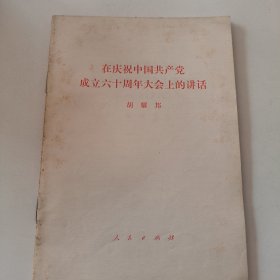 在庆祝中国共产党
成立六十周年大会上的讲话
胡耀邦
人民出版社